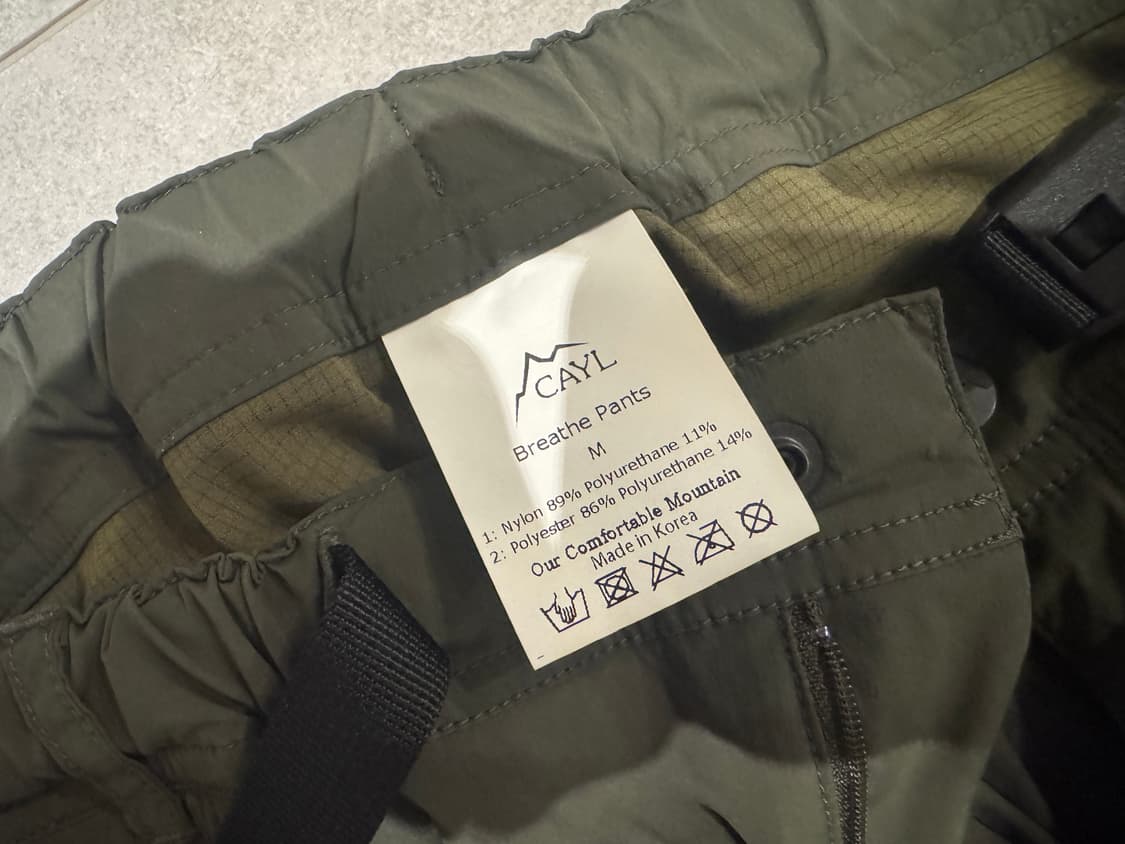 CAYL
Breathe Pants
M
1: Nylon 89% Polyurethane 11%
2: Polyester 86% Polyurethane 14%
Our Comfortable Mountain
Made in Korea